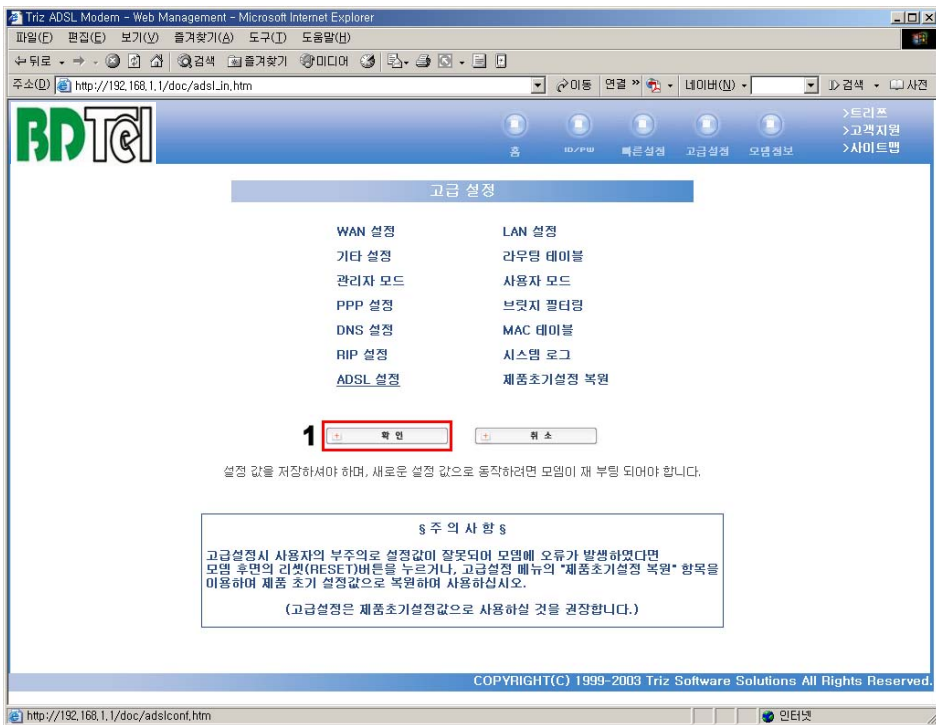 Triz ADSL Modem - Web Management - Microsoft Internet Explorer
파일(F) 편집(E) 보기(V) 즐겨찾기(A) 도구(T) 도움말(H)
뒤로 검색 즐겨찾기 미디어
주소(D) http://192.168.1.1/doc/adsl_in.htm 이동 연결 » 네이버(N) 검색 사전
BDTel
홈 ID/PW 빠른설정 고급설정 모뎀정보
>트리쯔
>고객지원
>사이트맵
고급 설정
WAN 설정 LAN 설정
기타 설정 라우팅 테이블
관리자 모드 사용자 모드
PPP 설정 브릿지 필터링
DNS 설정 MAC 테이블
RIP 설정 시스템 로그
ADSL 설정 제품초기설정 복원
1 확 인 취 소
설정 값을 저장하셔야 하며, 새로운 설정 값으로 동작하려면 모뎀이 재 부팅 되어야 합니다.
§ 주 의 사 항 §
고급설정시 사용자의 부주의로 설정값이 잘못되어 모뎀에 오류가 발생하였다면
모뎀 후면의 리셋(RESET)버튼을 누르거나, 고급설정 메뉴의 "제품초기설정 복원" 항목을
이용하여 제품 초기 설정값으로 복원하여 사용하십시오.
(고급설정은 제품초기설정값으로 사용하실 것을 권장합니다.)
COPYRIGHT(C) 1999-2003 Triz Software Solutions All Rights Reserved.
http://192.168.1.1/doc/adslconf.htm 인터넷